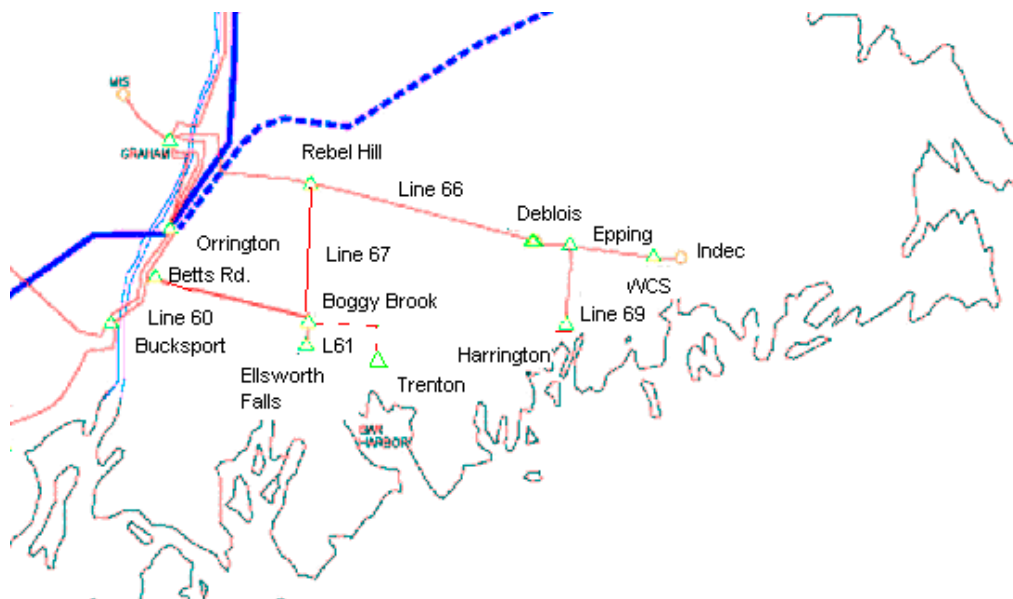 MIS
GRAHAM
Rebel Hill
Line 66
Deblois
Orrington
Epping
Indec
Line 67
Betts Rd.
WCS
Boggy Brook
Line 60
Line 69
Bucksport
L61
Harrington
Ellsworth
Falls
Trenton
BAR
HARBOR